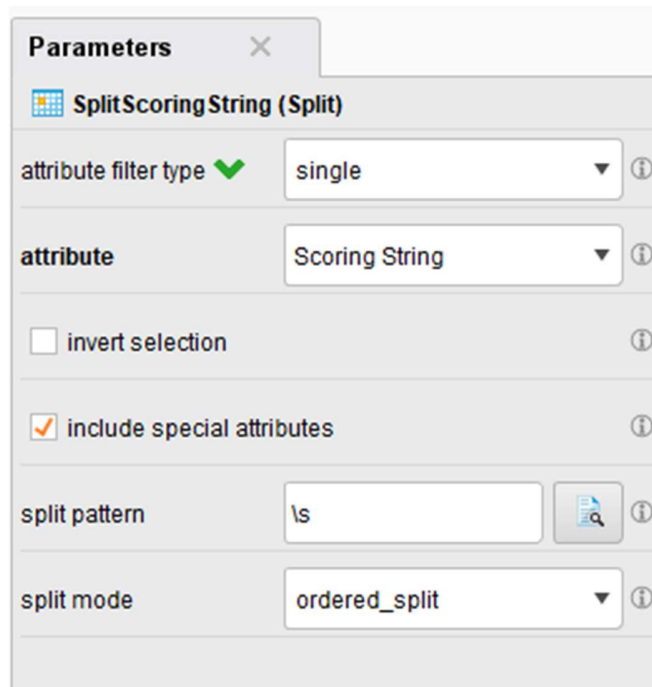 Parameters
SplitScoringString (Split)
attribute filter type single
attribute Scoring String
invert selection
include special attributes
split pattern \s
split mode ordered_split